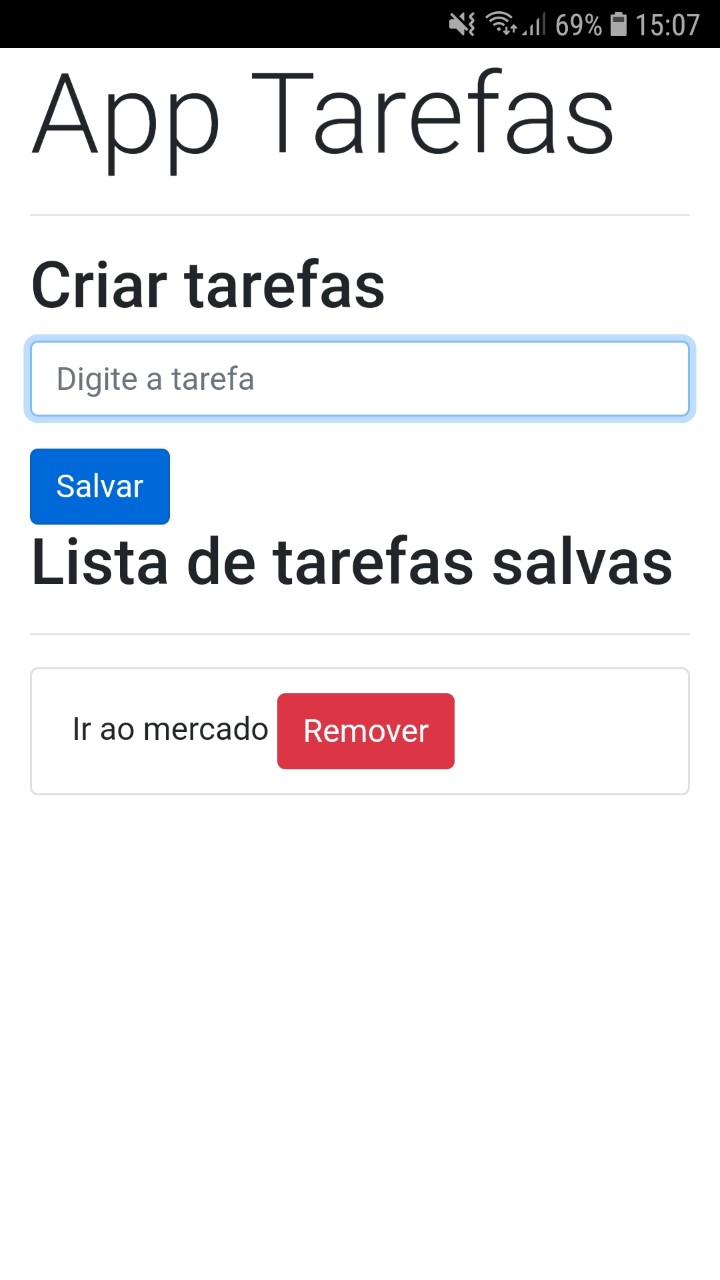 69% 15:07
App Tarefas
Criar tarefas
Digite a tarefa
Salvar
Lista de tarefas salvas
Ir ao mercado Remover